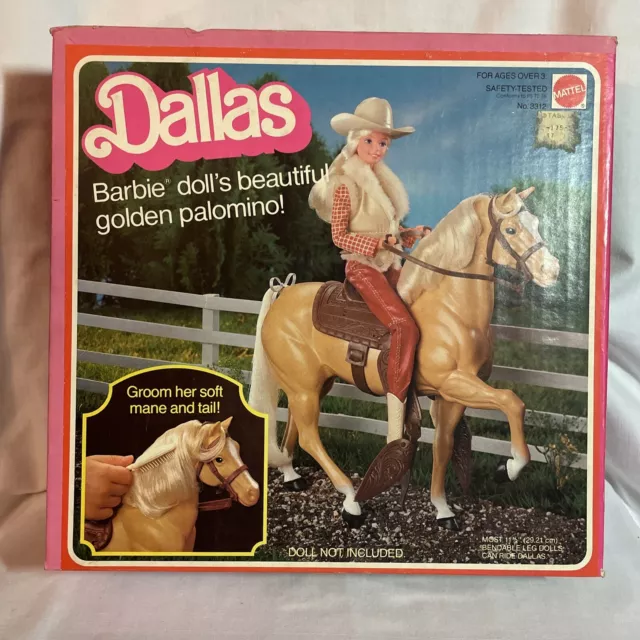 Dallas
Barbie® doll's beautiful
golden palomino!
FOR AGES OVER 3
SAFETY-TESTED
No. 3312
MATTEL
Groom her soft
mane and tail!
DOLL NOT INCLUDED
MOST 11½" (29.21 cm)
BENDABLE LEG DOLLS
CAN RIDE DALLAS